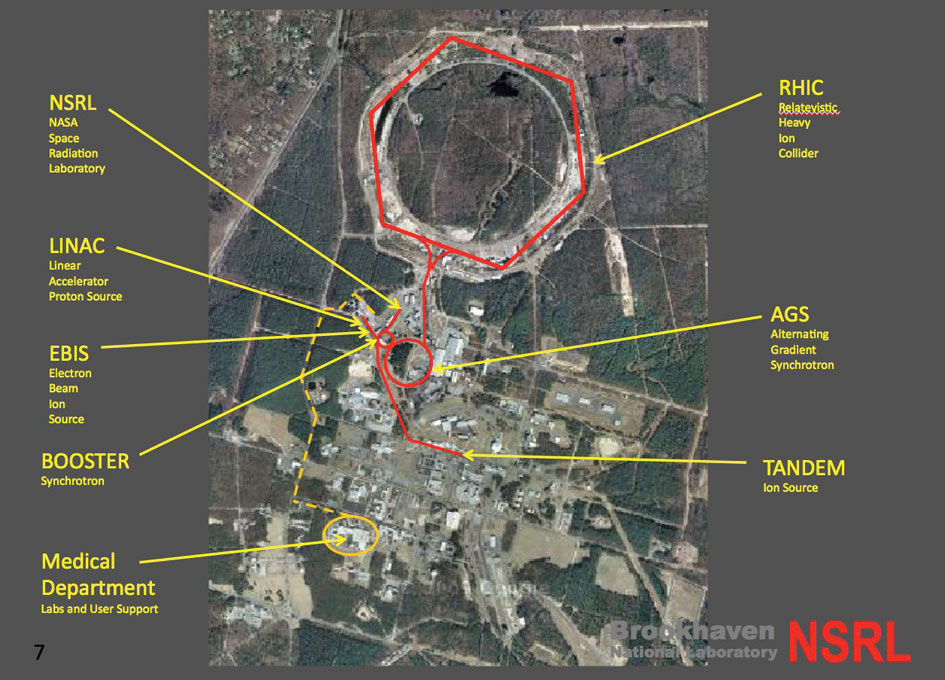 NSRL
NASA
Space
Radiation
Laboratory
LINAC
Linear
Accelerator
Proton Source
EBIS
Electron
Beam
Ion
Source
BOOSTER
Synchrotron
Medical
Department
Labs and User Support
RHIC
Relatevistic
Heavy
Ion
Collider
AGS
Alternating
Gradient
Synchrotron
TANDEM
Ion Source
7
Brookhaven
National Laboratory
NSRL